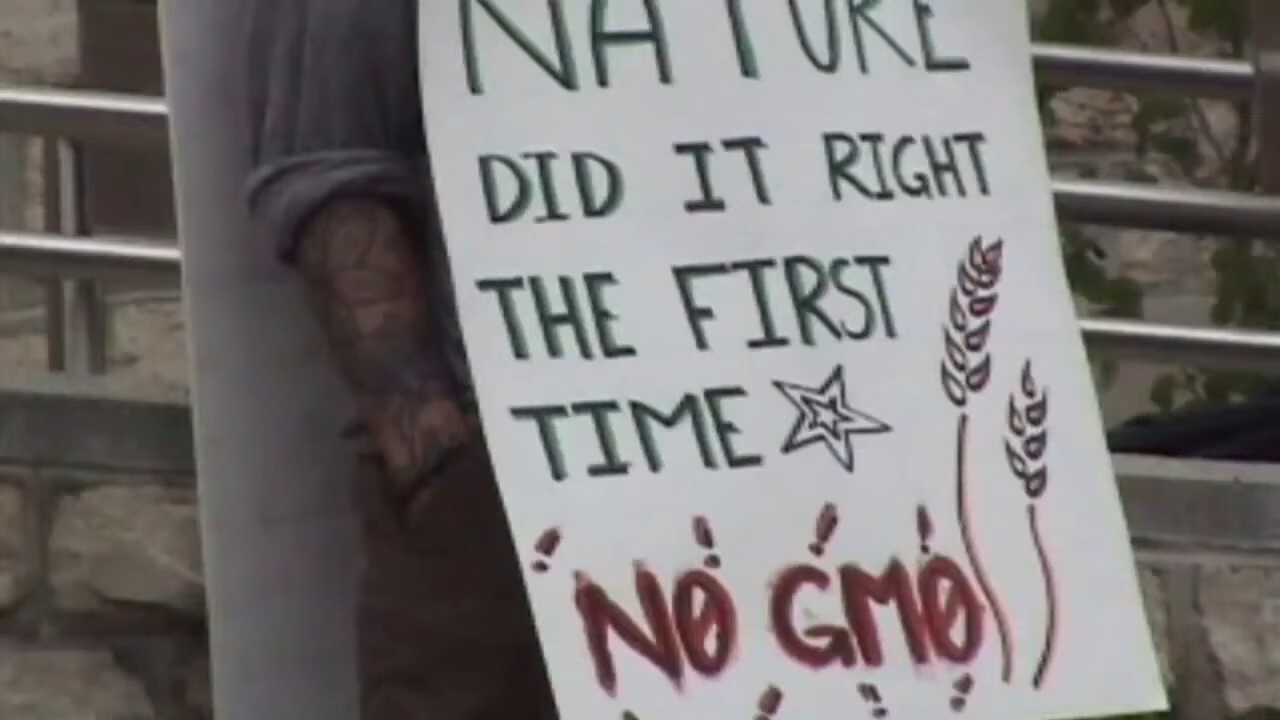 NATURE
DID IT RIGHT
THE FIRST
TIME
NO GMO